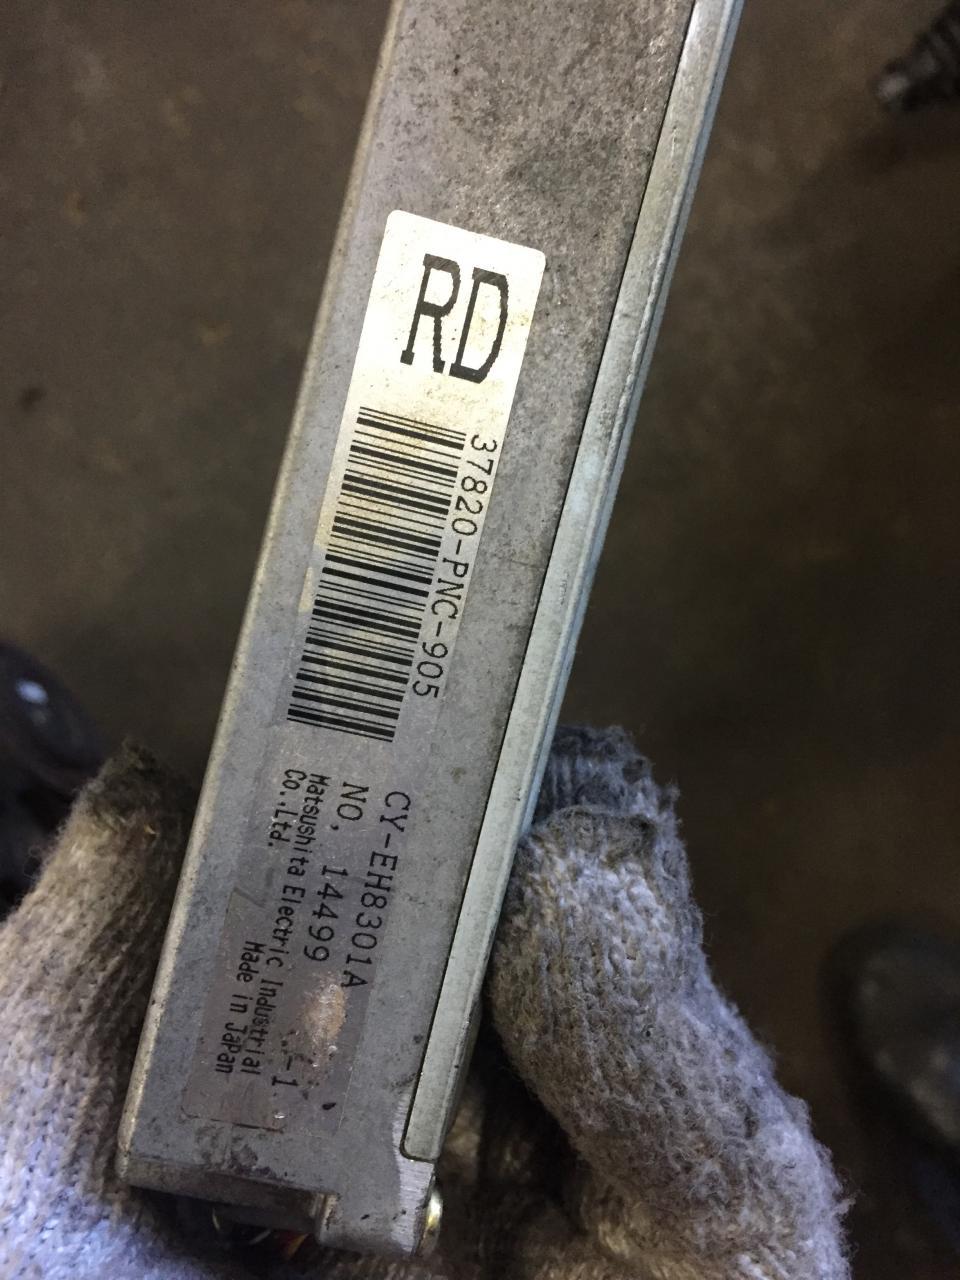 RD
37820-PNC-905
CY-EH8301A
NO. 14499
Matsushita Electric Industrial
Co.,Ltd.
Made in Japan